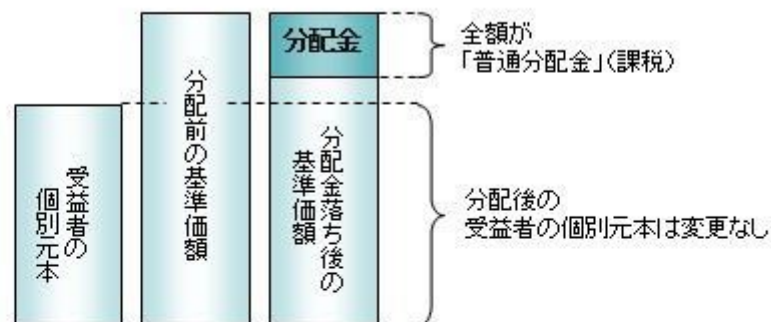 受益者の
個別元本
分配前の基準価額
分配金
分配金落ち後の
基準価額
全額が
「普通分配金」(課税)
分配後の
受益者の個別元本は変更なし